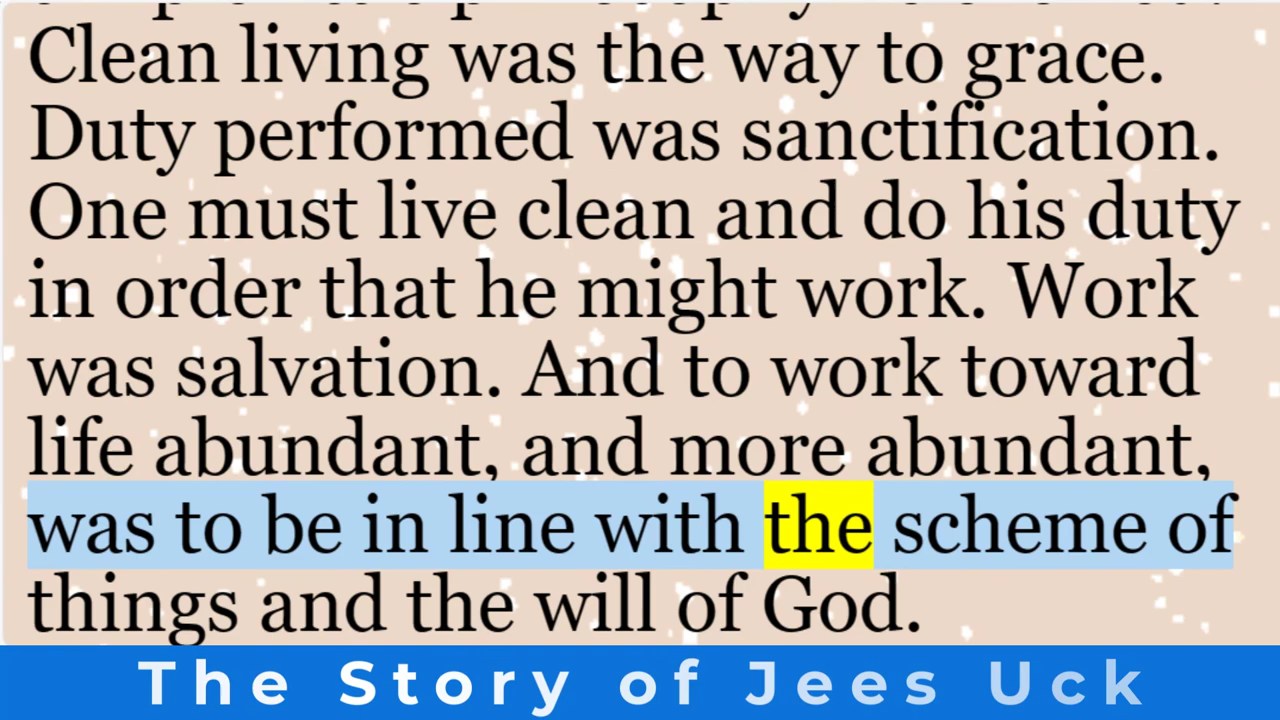 Clean living was the way to grace.
Duty performed was sanctification.
One must live clean and do his duty
in order that he might work. Work
was salvation. And to work toward
life abundant, and more abundant,
was to be in line with the scheme of
things and the will of God.
The Story of Jees Uck